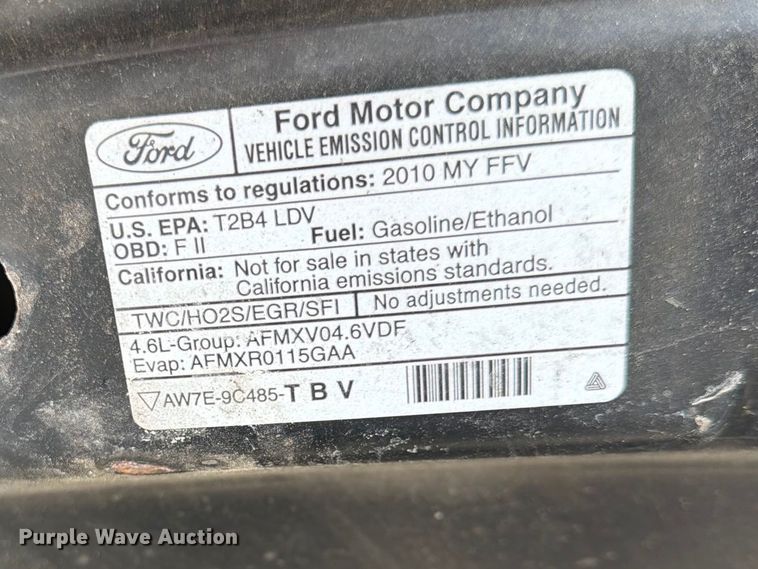 Ford
Ford Motor Company
VEHICLE EMISSION CONTROL INFORMATION
Conforms to regulations: 2010 MY FFV
U.S. EPA: T2B4 LDV
OBD: F II
Fuel: Gasoline/Ethanol
California: Not for sale in states with
California emissions standards.
TWC/HO2S/EGR/SFI
No adjustments needed.
4.6L-Group: AFMXV04.6VDF
Evap: AFMXR0115GAA
AW7E-9C485-T B V
Purple Wave Auction